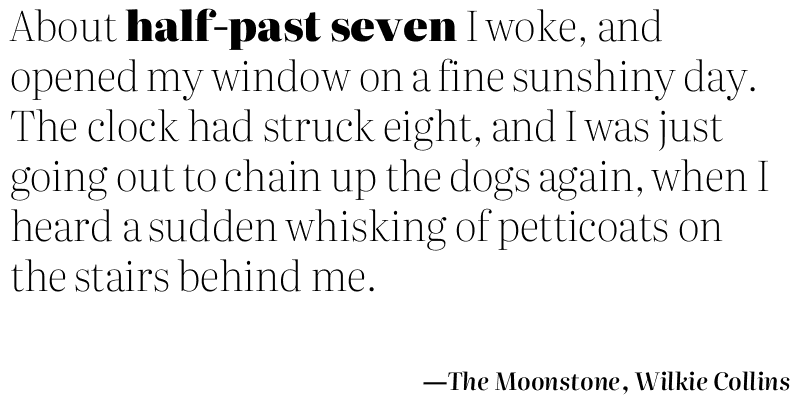 About half-past seven I woke, and
opened my window on a fine sunshiny day.
The clock had struck eight, and I was just
going out to chain up the dogs again, when I
heard a sudden whisking of petticoats on
the stairs behind me.
—The Moonstone, Wilkie Collins